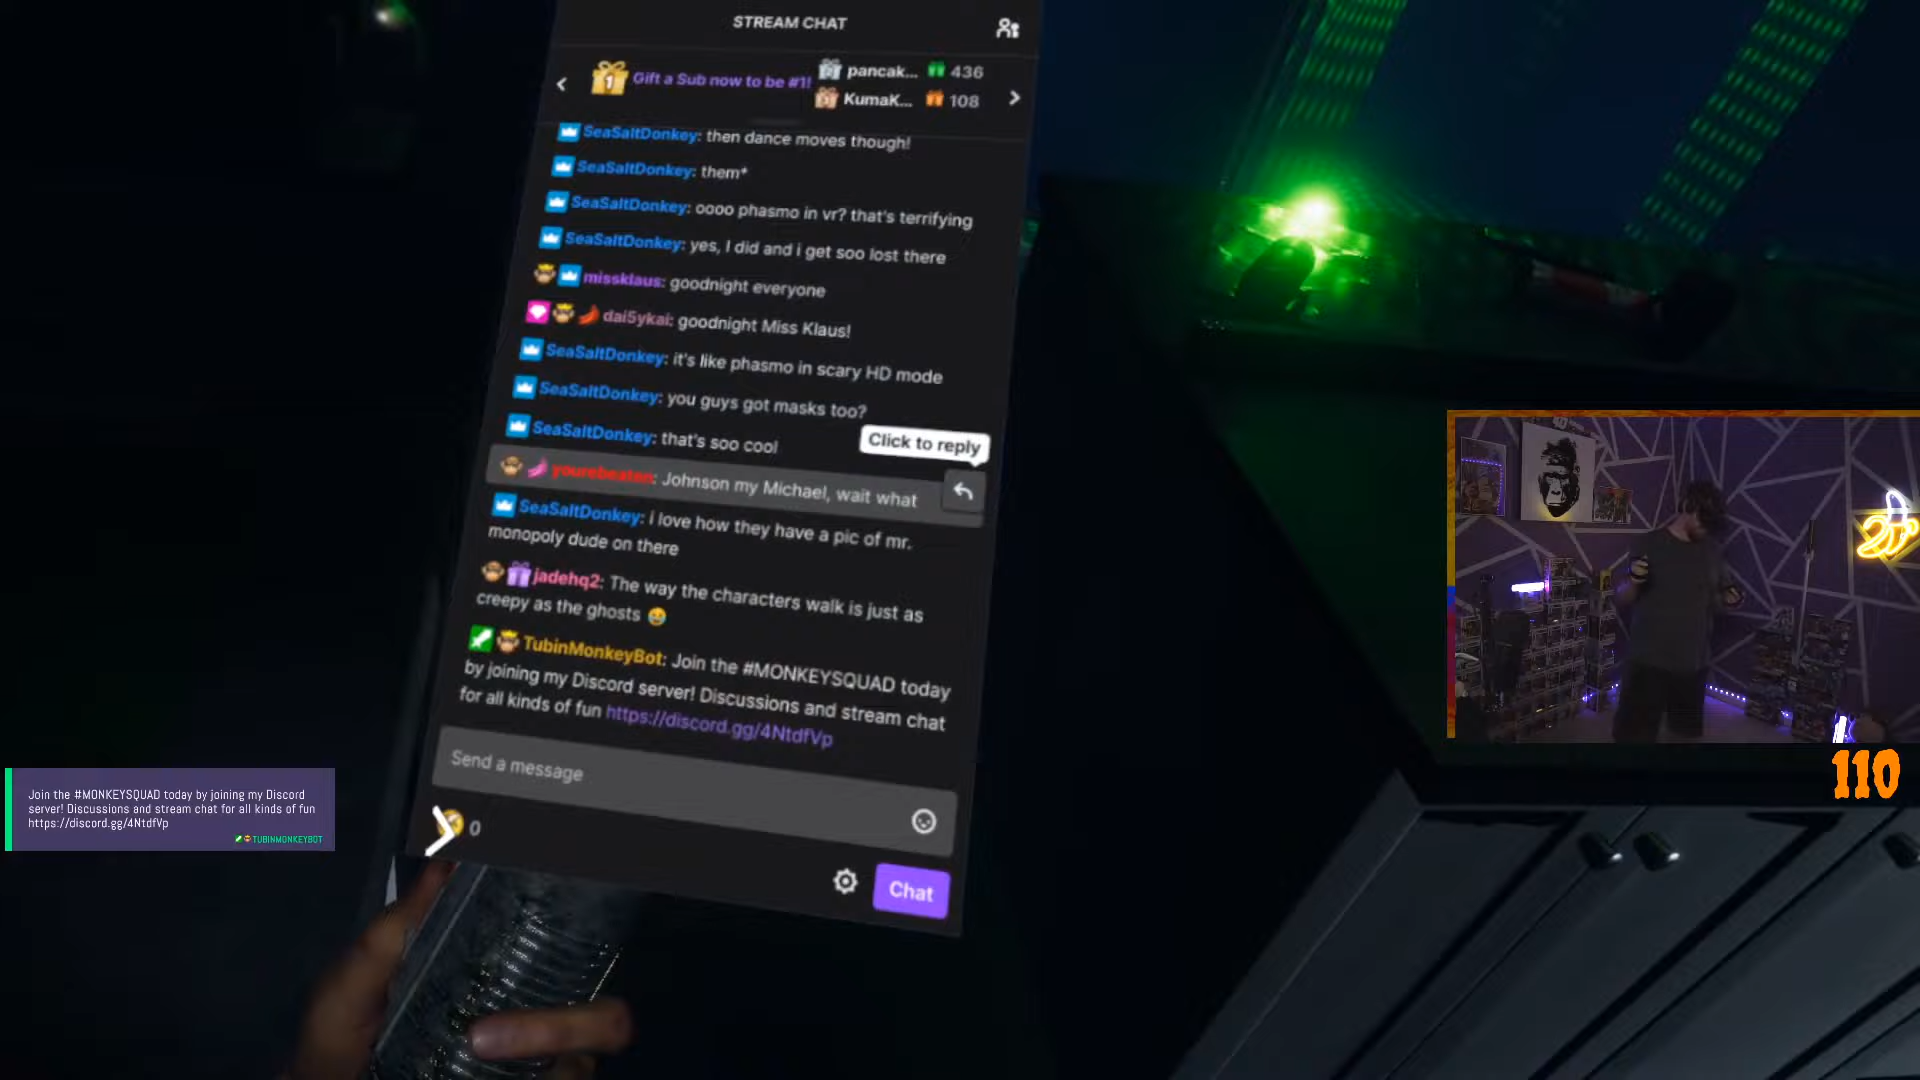 STREAM CHAT
Gift a Sub now to be #1!
pancak... 436
KumaK... 108
SeaSaltDonkey: then dance moves though!
SeaSaltDonkey: them*
SeaSaltDonkey: oooo phasmo in vr? that's terrifying
SeaSaltDonkey: yes, I did and i get soo lost there
missklaus: goodnight everyone
dai5ykai: goodnight Miss Klaus!
SeaSaltDonkey: it's like phasmo in scary HD mode
SeaSaltDonkey: you guys got masks too?
SeaSaltDonkey: that's soo cool
Click to reply
yourebeaten: Johnson my Michael, wait what
SeaSaltDonkey: i love how they have a pic of mr.
monopoly dude on there
jadehq2: The way the characters walk is just as
creepy as the ghosts
TubinMonkeyBot: Join the #MONKEYSQUAD today
by joining my Discord server! Discussions and stream chat
for all kinds of fun https://discord.gg/4NtdfVp
Send a message
0
Chat
Join the #MONKEYSQUAD today by joining my Discord
server! Discussions and stream chat for all kinds of fun
https://discord.gg/4NtdfVp
TUBINMONKEYBOT
110